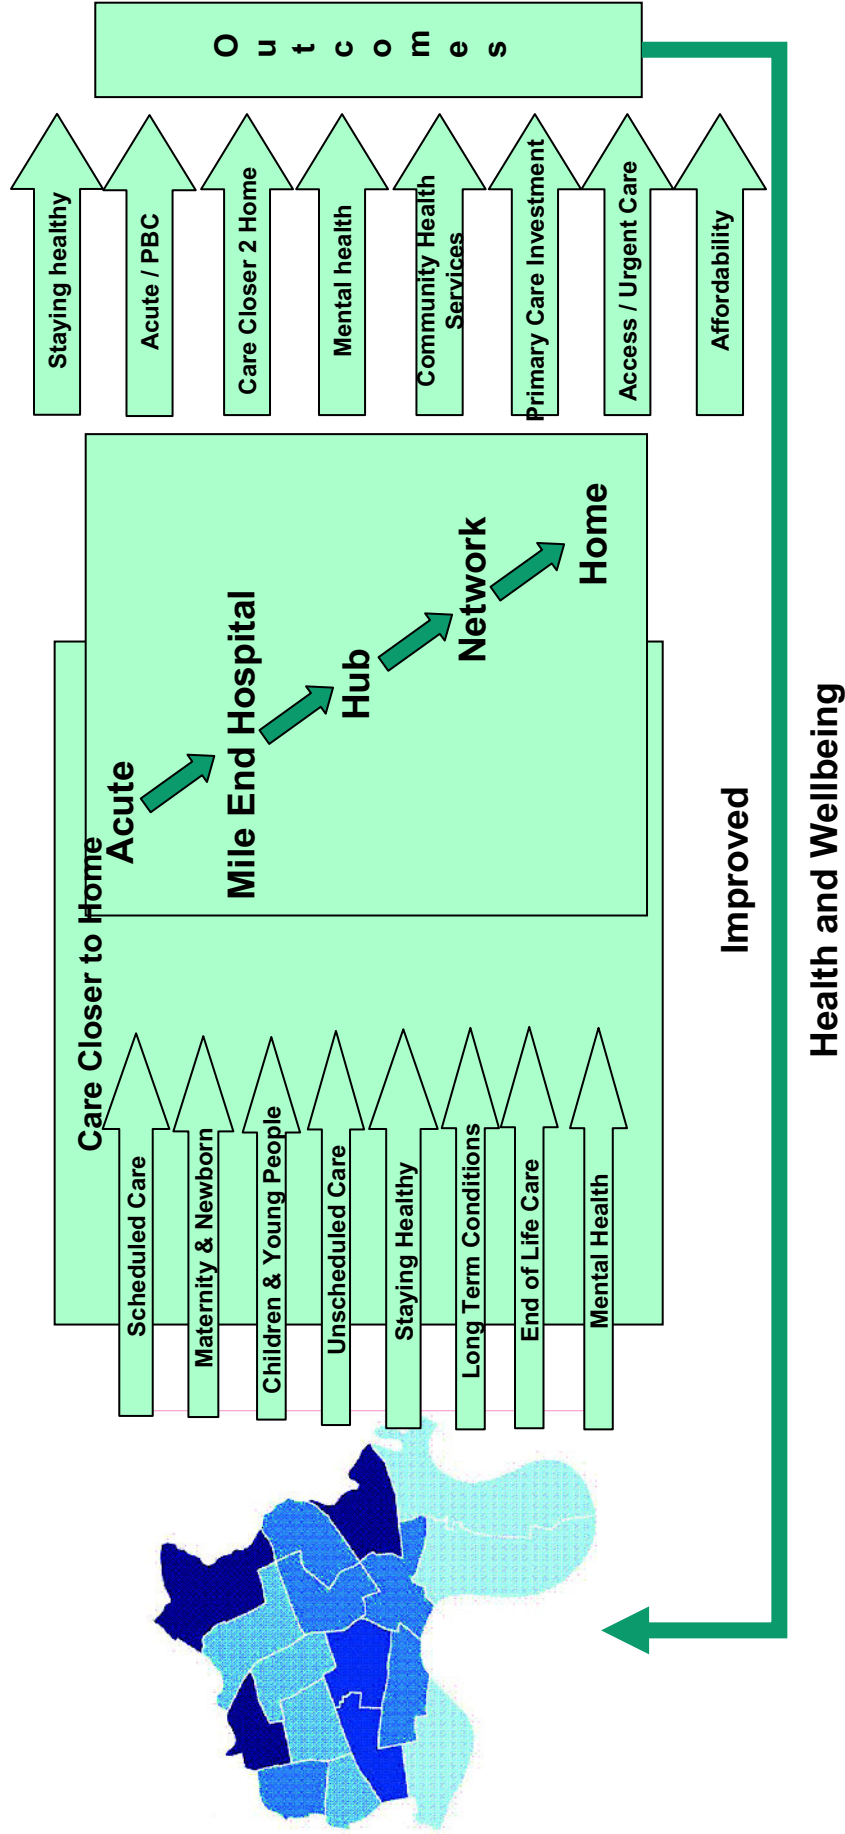 Care Closer to Home
Scheduled Care
Maternity & Newborn
Children & Young People
Unscheduled Care
Staying Healthy
Long Term Conditions
End of Life Care
Mental Health
Acute
Mile End Hospital
Hub
Network
Home
Staying healthy
Acute / PBC
Care Closer 2 Home
Mental health
Community Health
Services
Primary Care Investment
Access / Urgent Care
Affordability
O
u
t
c
o
m
e
s
Improved
Health and Wellbeing